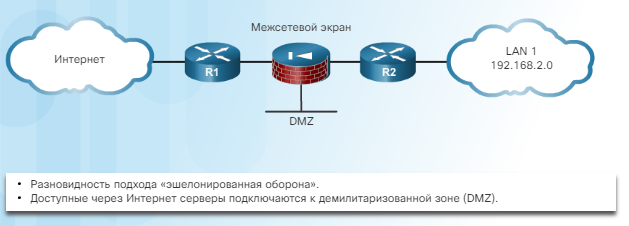 Межсетевой экран
Интернет
R1
R2
LAN 1
192.168.2.0
DMZ
• Разновидность подхода «эшелонированная оборона».
• Доступные через Интернет серверы подключаются к демилитаризованной зоне (DMZ).